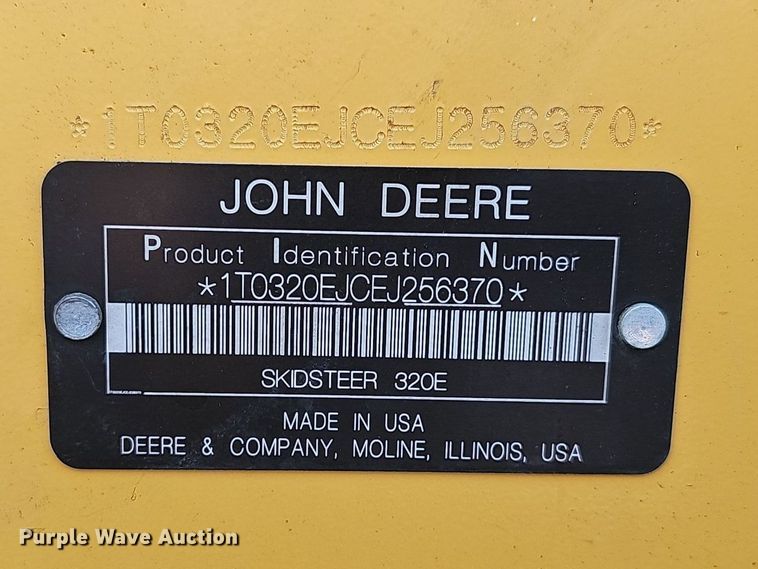 *1T0320EJCEJ256370*
JOHN DEERE
Product Identification Number
*1T0320EJCEJ256370*
SKIDSTEER 320E
MADE IN USA
DEERE & COMPANY, MOLINE, ILLINOIS, USA
Purple Wave Auction